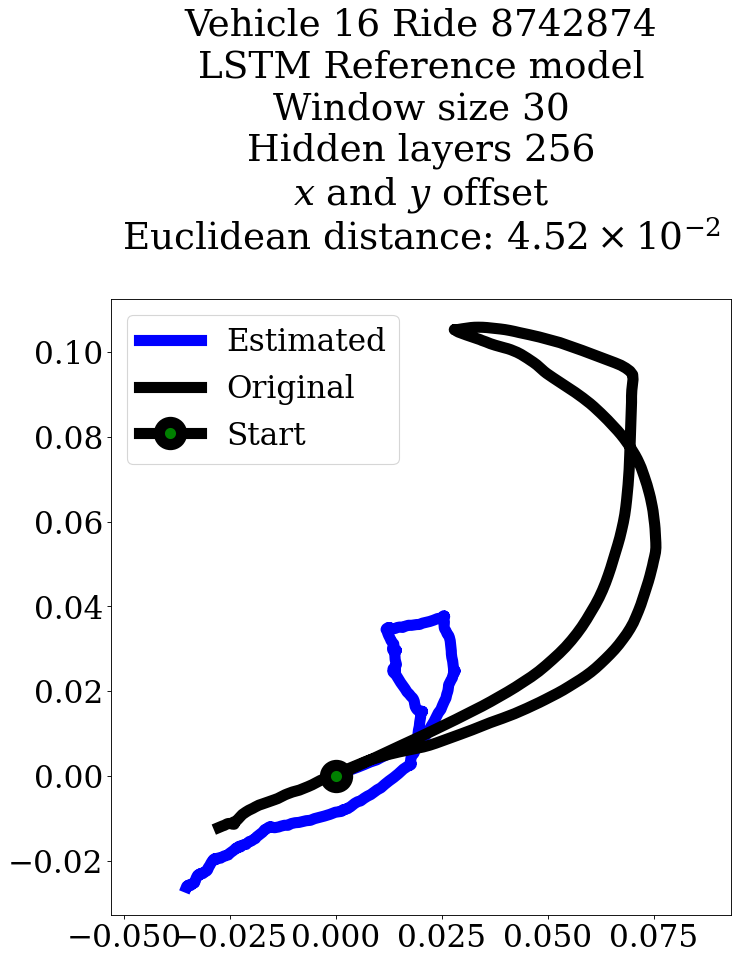 Vehicle 16 Ride 8742874
LSTM Reference model
Window size 30
Hidden layers 256
x and y offset
Euclidean distance: 4.52 × 10⁻²
Estimated
Original
Start
0.10
0.08
0.06
0.04
0.02
0.00
−0.02
−0.050 −0.025 0.000 0.025 0.050 0.075